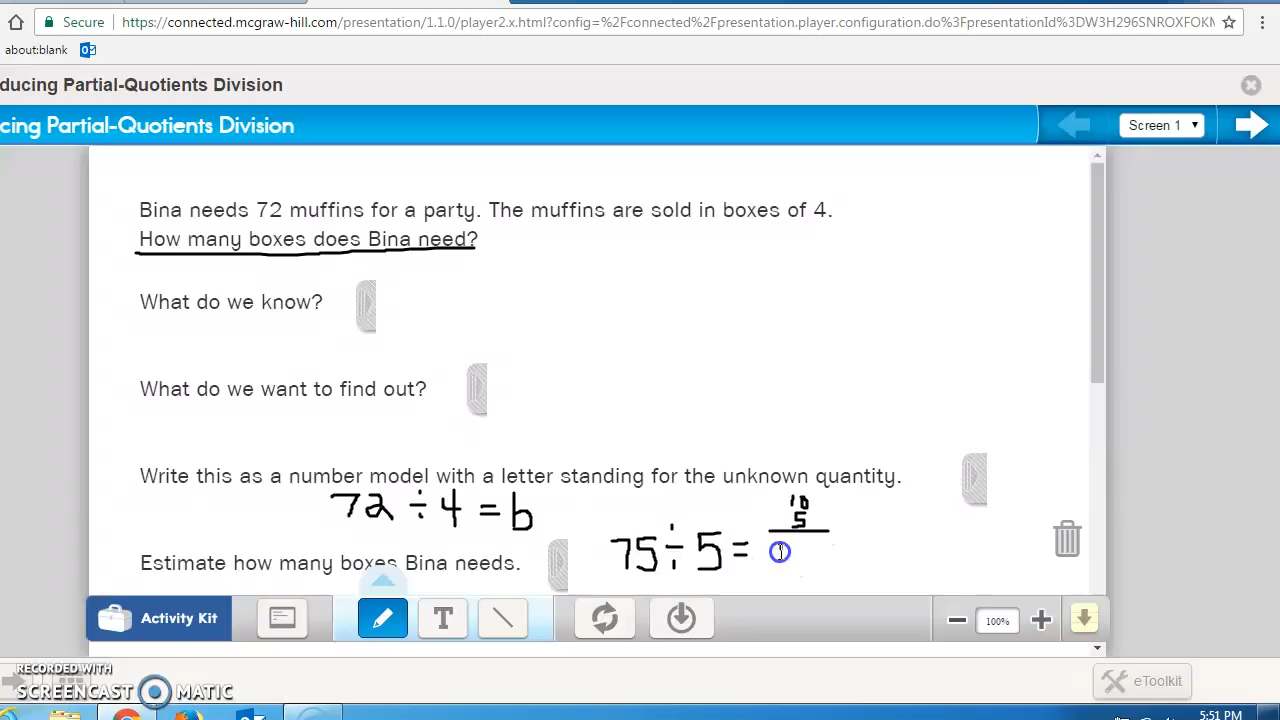 Secure https://connected.mcgraw-hill.com/presentation/1.1.0/player2.x.html?config=%2Fconnected%2Fpresentation.player.configuration.do%3FpresentationId%3DW3H296SNROXFOKM
about:blank
ducing Partial-Quotients Division
cing Partial-Quotients Division
Screen 1
Bina needs 72 muffins for a party. The muffins are sold in boxes of 4.
How many boxes does Bina need?
What do we know?
What do we want to find out?
Write this as a number model with a letter standing for the unknown quantity.
72 ÷ 4 = b
10
5
75 ÷ 5 =
Estimate how many boxes Bina needs.
Activity Kit
T
100%
RECORDED WITH
SCREENCAST MATIC
eToolkit
5:51 PM